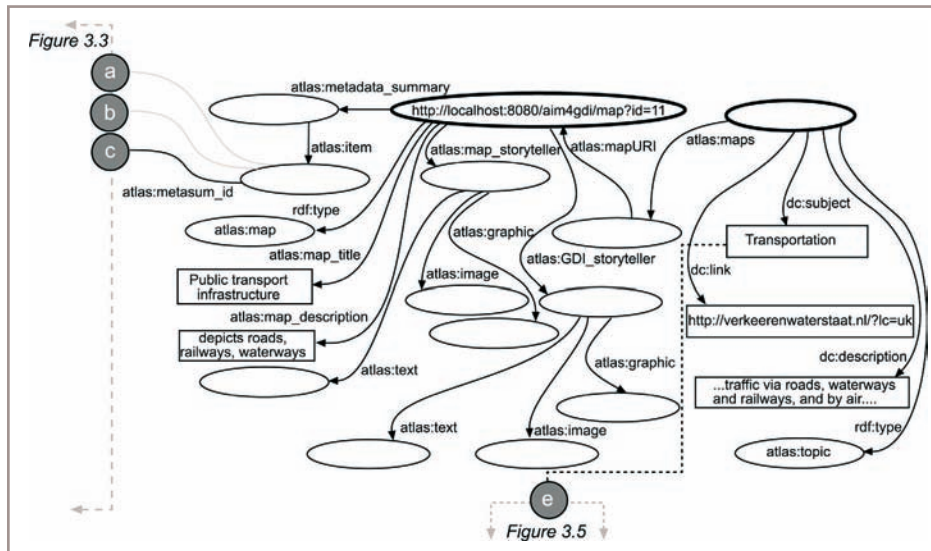 Figure 3.3
a
b
c
atlas:metadata_summary
http://localhost:8080/aim4gdi/map?id=11
atlas:item
atlas:map_storyteller
atlas:mapURI
atlas:maps
atlas:metasum_id
rdf:type
atlas:map
atlas:graphic
dc:subject
Transportation
atlas:map_title
Public transport
infrastructure
atlas:image
atlas:GDI_storyteller
dc:link
http://verkeerenwaterstaat.nl/?lc=uk
atlas:map_description
depicts roads,
railways, waterways
atlas:text
atlas:graphic
dc:description
...traffic via roads, waterways
and railways, and by air....
atlas:text
atlas:image
rdf:type
atlas:topic
e
Figure 3.5